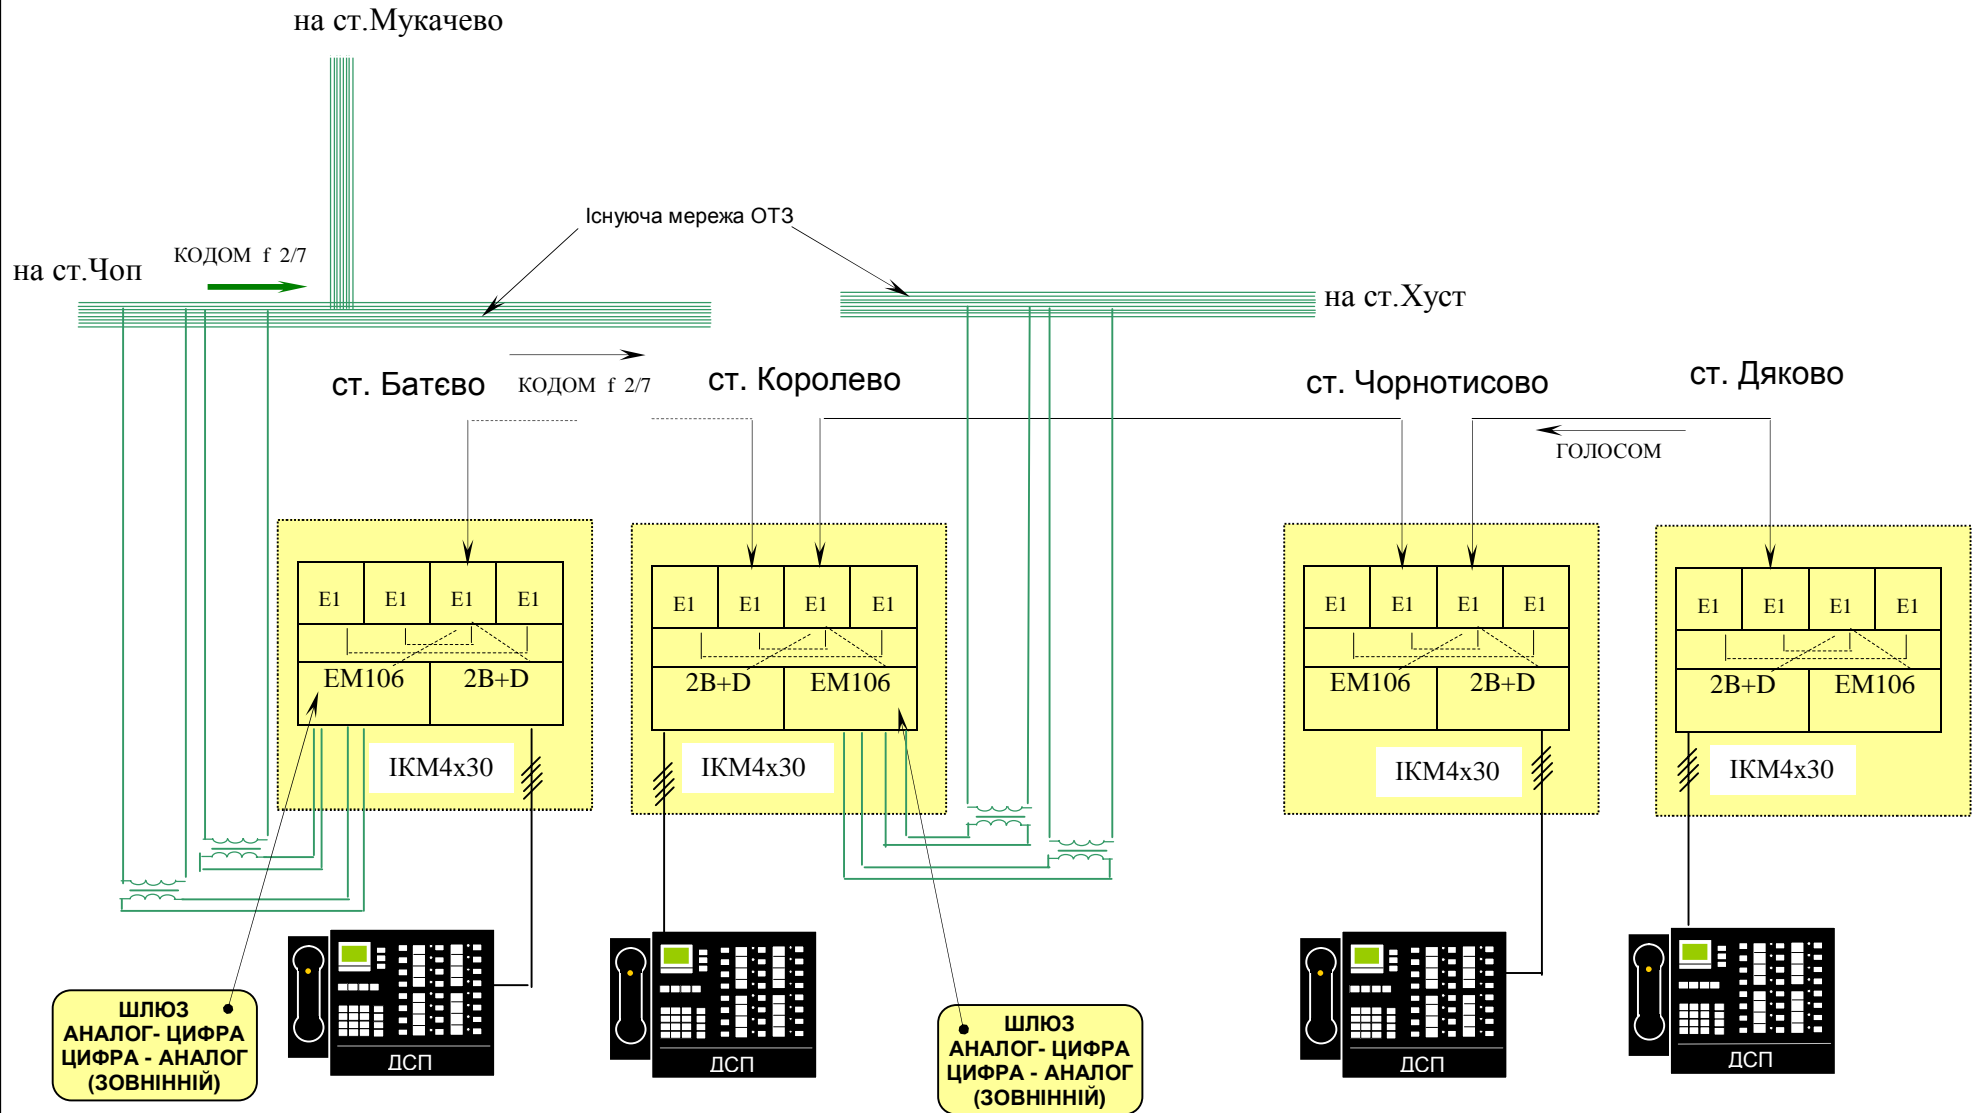 на ст.Мукачево
Існуюча мережа ОТЗ
КОДОМ f 2/7
на ст.Чоп
на ст.Хуст
ст. Батєво
КОДОМ f 2/7
ст. Королево
ст. Чорнотисово
ст. Дяково
ГОЛОСОМ
E1 E1 E1 E1
EM106 2B+D
ІКМ4х30
E1 E1 E1 E1
2B+D EM106
ІКМ4х30
E1 E1 E1 E1
EM106 2B+D
ІКМ4х30
E1 E1 E1 E1
2B+D EM106
ІКМ4х30
ШЛЮЗ
АНАЛОГ- ЦИФРА
ЦИФРА - АНАЛОГ
(ЗОВНІННІЙ)
ДСП
ДСП
ШЛЮЗ
АНАЛОГ- ЦИФРА
ЦИФРА - АНАЛОГ
(ЗОВНІННІЙ)
ДСП
ДСП